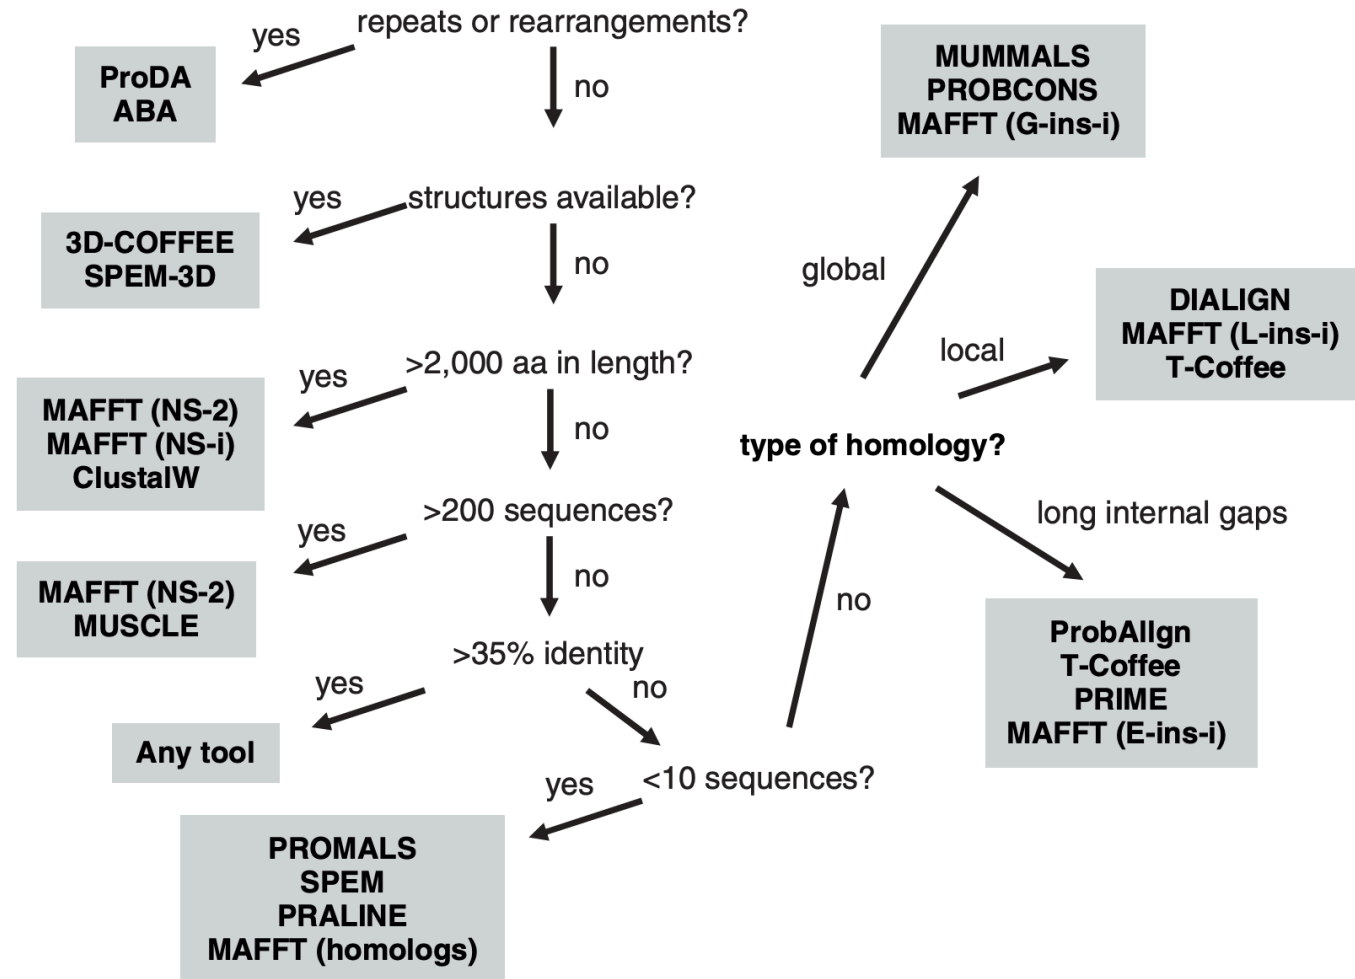 repeats or rearrangements?
yes
no
ProDA
ABA
structures available?
yes
no
3D-COFFEE
SPEM-3D
>2,000 aa in length?
yes
no
MAFFT (NS-2)
MAFFT (NS-i)
ClustalW
>200 sequences?
yes
no
MAFFT (NS-2)
MUSCLE
>35% identity
yes
no
Any tool
<10 sequences?
yes
no
PROMALS
SPEM
PRALINE
MAFFT (homologs)
type of homology?
global
MUMMALS
PROBCONS
MAFFT (G-ins-i)
local
DIALIGN
MAFFT (L-ins-i)
T-Coffee
long internal gaps
ProbAlIgn
T-Coffee
PRIME
MAFFT (E-ins-i)